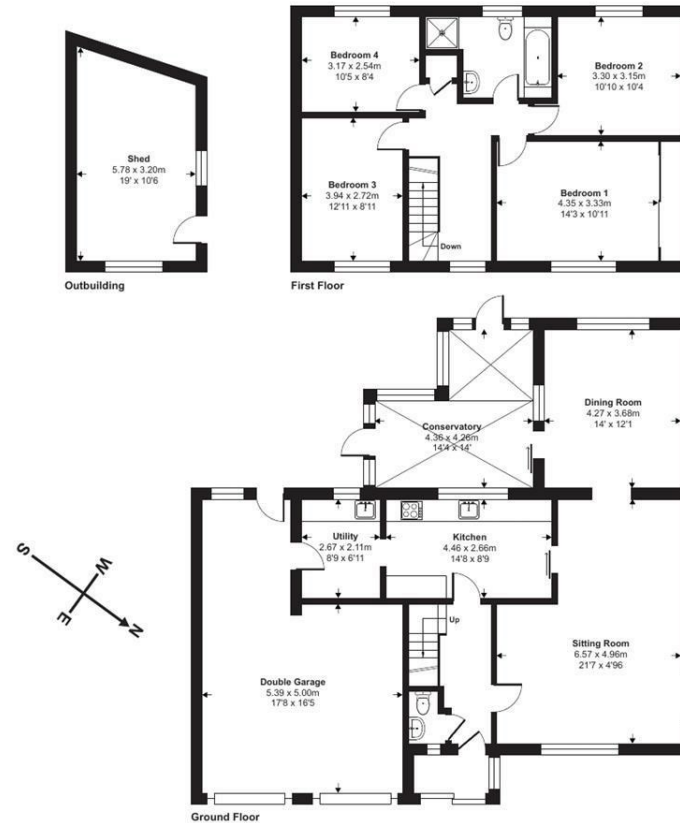 Shed
5.78 x 3.20m
19' x 10'6
Outbuilding
Bedroom 4
3.17 x 2.54m
10'5 x 8'4
Bedroom 2
3.30 x 3.15m
10'10 x 10'4
Bedroom 3
3.94 x 2.72m
12'11 x 8'11
Bedroom 1
4.35 x 3.33m
14'3 x 10'11
Down
First Floor
Dining Room
4.27 x 3.68m
14' x 12'1
Conservatory
4.36 x 4.26m
14'4 x 14'
Utility
2.67 x 2.11m
8'9 x 6'11
Kitchen
4.46 x 2.66m
14'8 x 8'9
Up
Sitting Room
6.57 x 4.96m
21'7 x 4'96
Double Garage
5.39 x 5.00m
17'8 x 16'5
S
W
E
N
Ground Floor